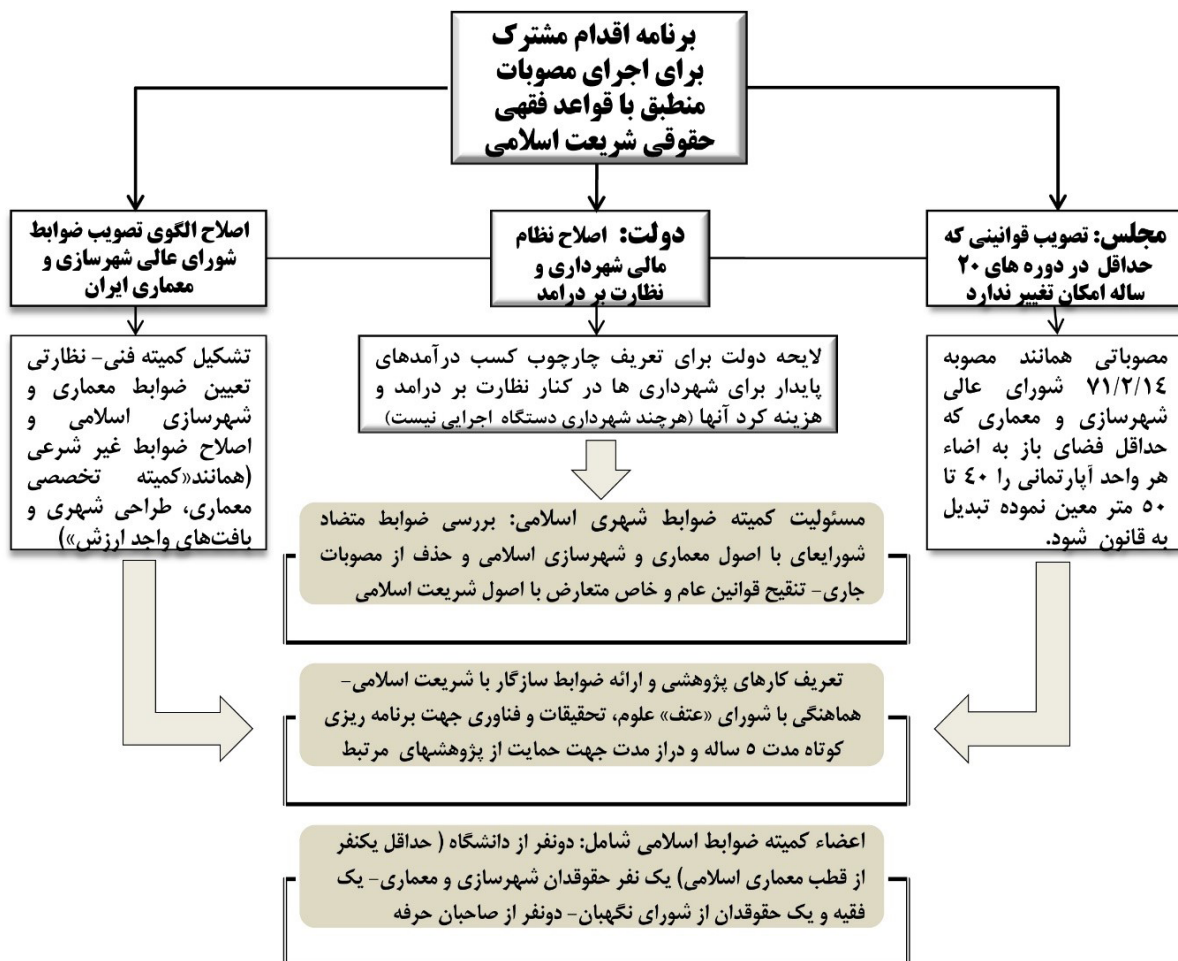 برنامه اقدام مشترک
برای اجرای مصوبات
منطبق با قواعد فقهی
حقوقی شریعت اسلامی
مجلس: تصویب قوانینی که
حداقل در دوره های ۲۰
ساله امکان تغییر ندارد
دولت: اصلاح نظام
مالی شهرداری و
نظارت بر درامد
اصلاح الگوی تصویب ضوابط
شورای عالی شهرسازی و
معماری ایران
مصوباتی همانند مصوبه
۷۱/۲/۱٤ شورای عالی
شهرسازی و معماری که
حداقل فضای باز به اضاء
هر واحد آپارتمانی را ٤۰ تا
٥۰ متر معین نموده تبدیل
به قانون شود.
لایحه دولت برای تعریف چارچوب کسب درآمدهای
پایدار برای شهرداری ها در کنار نظارت بر درامد و
هزینه کرد آنها (هرچند شهرداری دستگاه اجرایی نیست)
تشکیل کمیته فنی- نظارتی
تعیین ضوابط معماری و
شهرسازی اسلامی و
اصلاح ضوابط غیر شرعی
(همانند«کمیته تخصصی
معماری، طراحی شهری و
بافت‌های واجد ارزش»)
مسئولیت کمیته ضوابط شهری اسلامی: بررسی ضوابط متضاد
شورایعای با اصول معماری و شهرسازی اسلامی و حذف از مصوبات
جاری- تنقیح قوانین عام و خاص متعارض با اصول شریعت اسلامی
تعریف کارهای پژوهشی و ارائه ضوابط سازگار با شریعت اسلامی-
هماهنگی با شورای «عتف» علوم، تحقیقات و فناوری جهت برنامه ریزی
کوتاه مدت ٥ ساله و دراز مدت جهت حمایت از پژوهشهای مرتبط
اعضاء کمیته ضوابط اسلامی شامل: دونفر از دانشگاه ( حداقل یکنفر
از قطب معماری اسلامی) یک نفر حقوقدان شهرسازی و معماری- یک
فقیه و یک حقوقدان از شورای نگهبان- دونفر از صاحبان حرفه